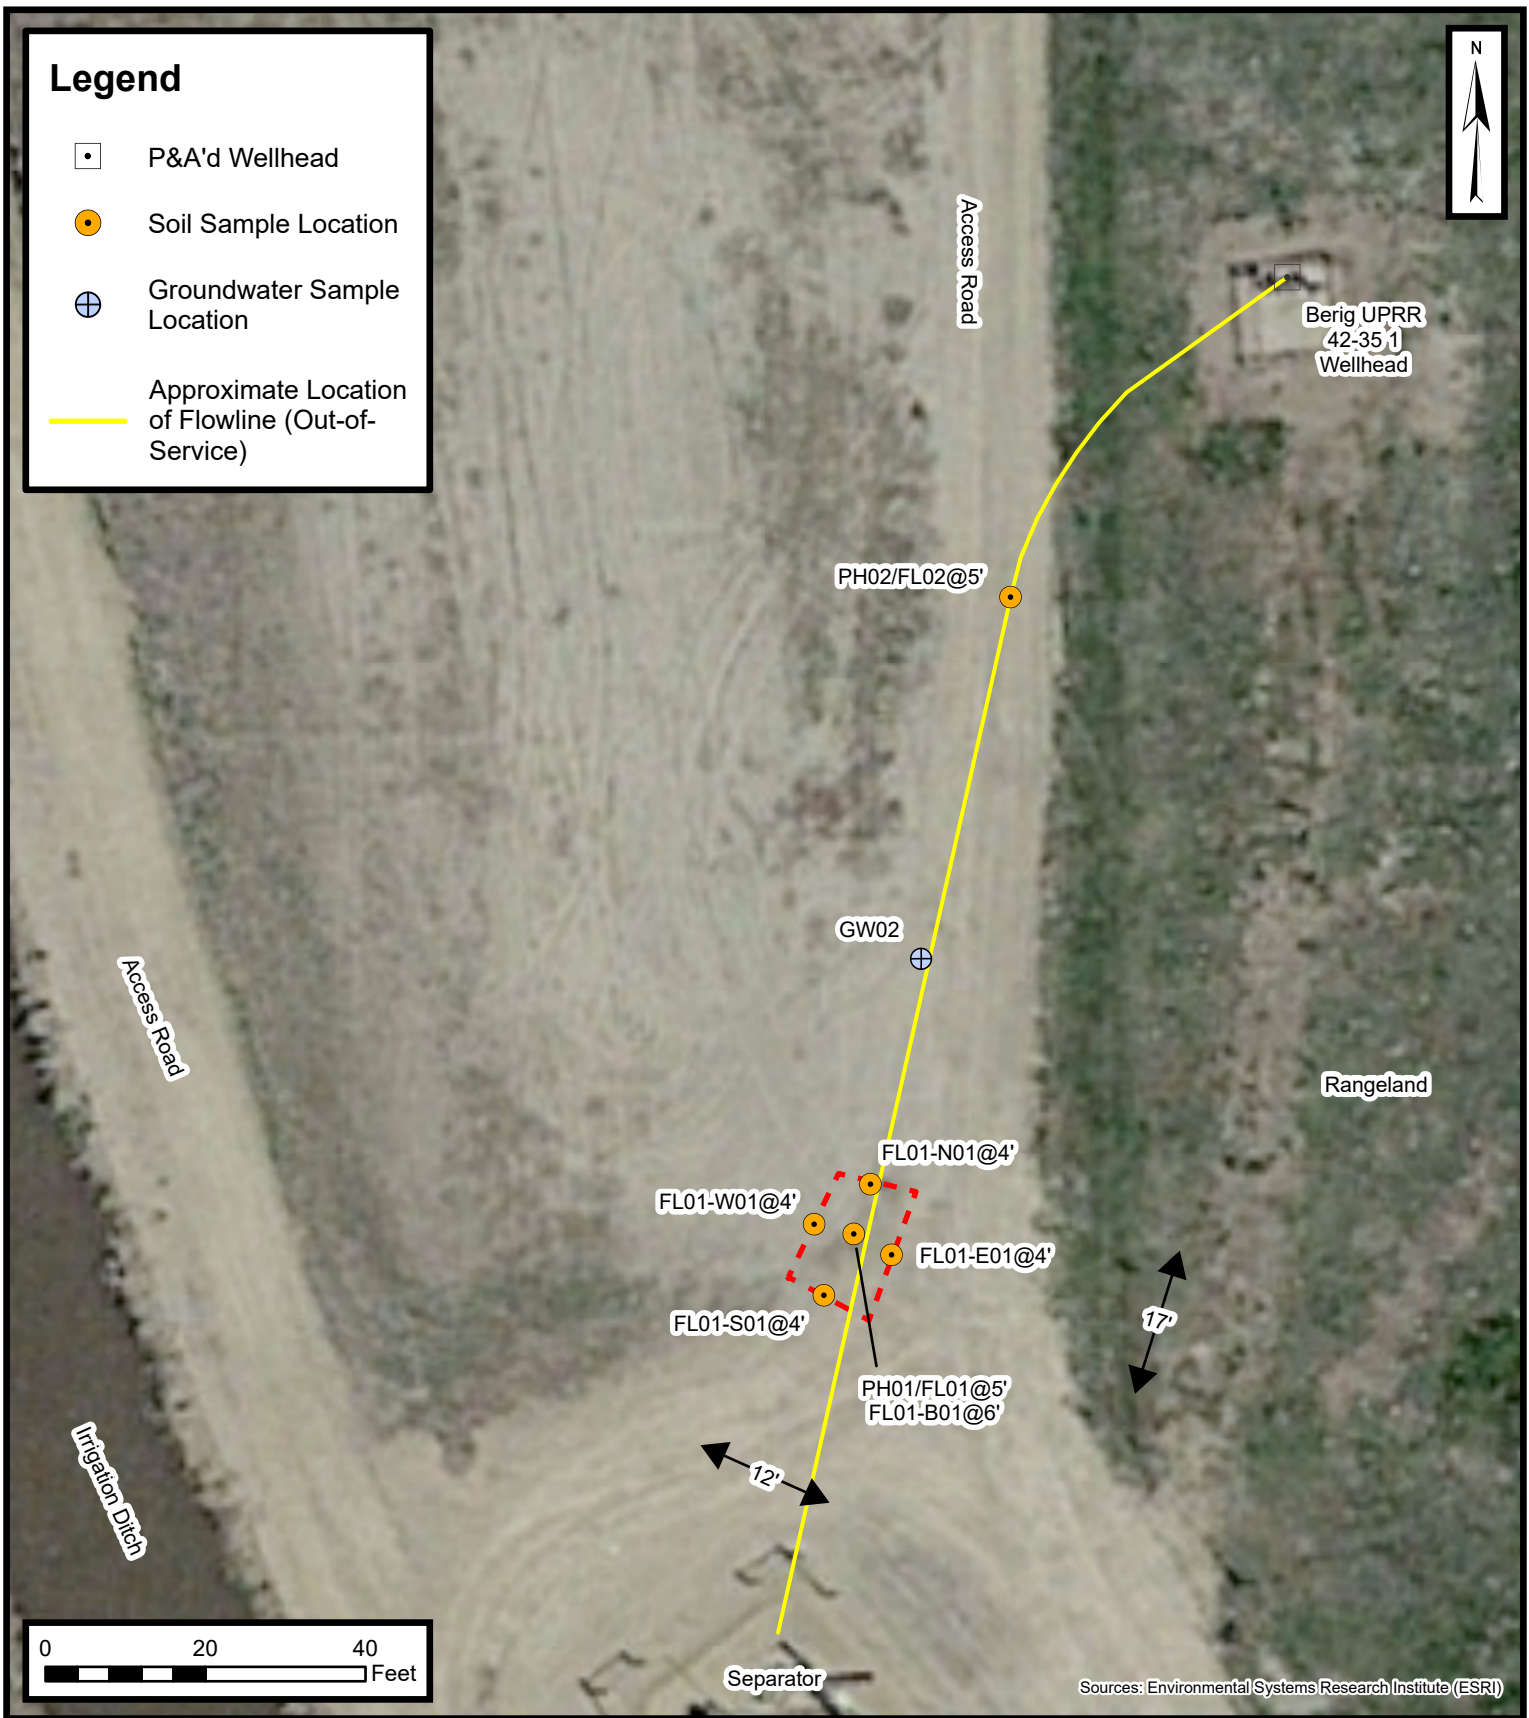 Legend
P&A'd Wellhead
Soil Sample Location
Groundwater Sample
Location
Approximate Location
of Flowline (Out-of-
Service)
N
Access Road
Berig UPRR
42-35 1
Wellhead
PH02/FL02@5'
GW02
Access Road
Rangeland
FL01-N01@4'
FL01-W01@4'
FL01-E01@4'
FL01-S01@4'
17'
PH01/FL01@5'
FL01-B01@6'
12'
Irrigation Ditch
0 20 40
Feet
Separator
Sources: Environmental Systems Research Institute (ESRI)